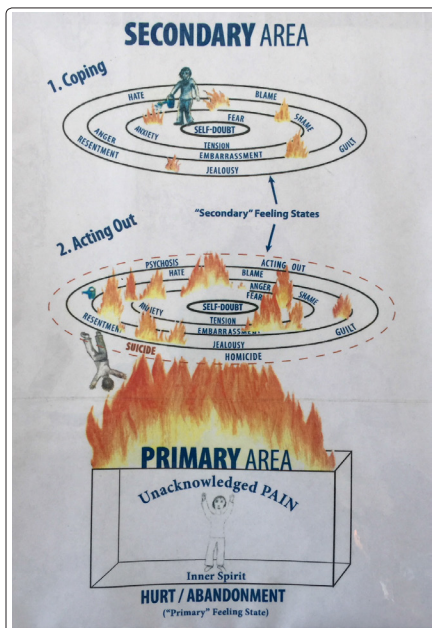 SECONDARY AREA
1. Coping
HATE
BLAME
FEAR
SHAME
ANXIETY
SELF-DOUBT
ANGER
TENSION
RESENTMENT
EMBARRASSMENT
GUILT
JEALOUSY
"Secondary" Feeling States
2. Acting Out
PSYCHOSIS
ACTING OUT
HATE
BLAME
ANGER
FEAR
SHAME
ANXIETY
SELF-DOUBT
TENSION
RESENTMENT
EMBARRASSMENT
GUILT
JEALOUSY
SUICIDE
HOMICIDE
PRIMARY AREA
Unacknowledged PAIN
Inner Spirit
HURT / ABANDONMENT
("Primary" Feeling State)